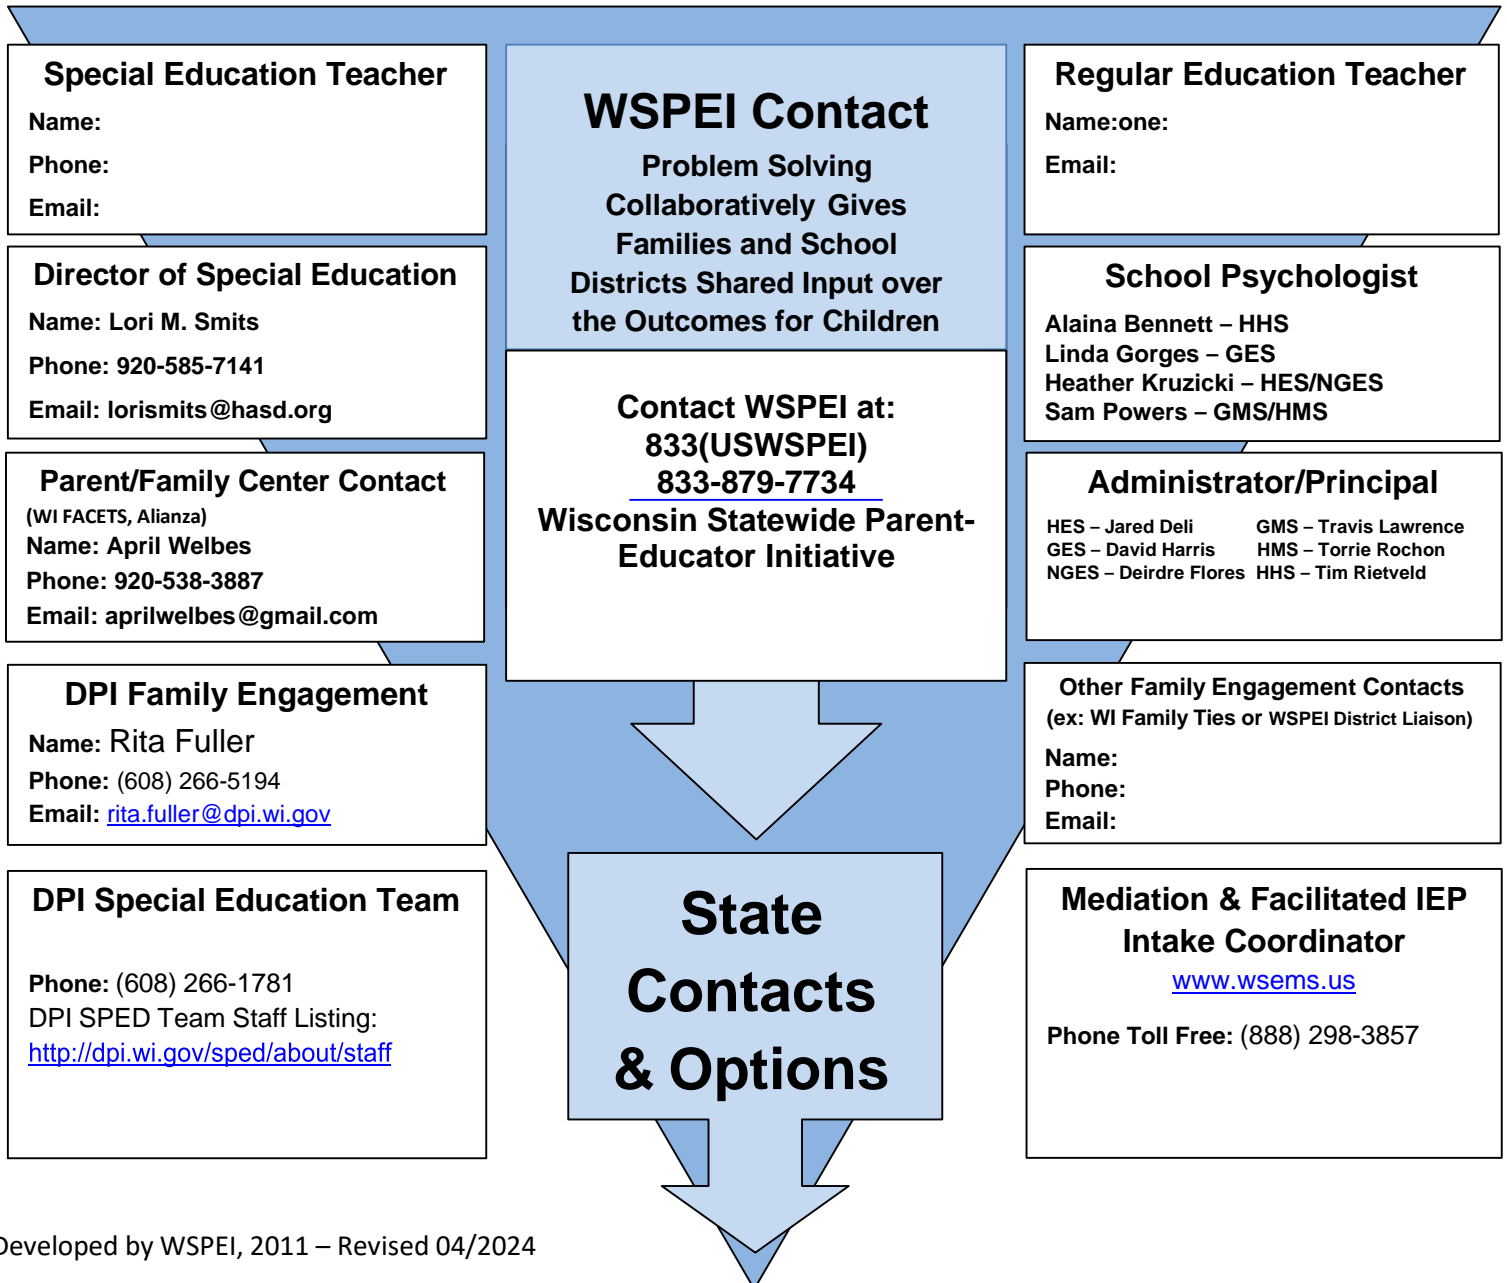 Special Education Teacher
Name:
Phone:
Email:
WSPEI Contact
Problem Solving
Collaboratively Gives
Families and School
Districts Shared Input over
the Outcomes for Children
Regular Education Teacher
Name:one:
Email:
Director of Special Education
Name: Lori M. Smits
Phone: 920-585-7141
Email: lorismits@hasd.org
School Psychologist
Alaina Bennett – HHS
Linda Gorges – GES
Heather Kruzicki – HES/NGES
Sam Powers – GMS/HMS
Contact WSPEI at:
833(USWSPEI)
833-879-7734
Wisconsin Statewide Parent-
Educator Initiative
Parent/Family Center Contact
(WI FACETS, Alianza)
Name: April Welbes
Phone: 920-538-3887
Email: aprilwelbes@gmail.com
Administrator/Principal
HES – Jared Deli GMS – Travis Lawrence
GES – David Harris HMS – Torrie Rochon
NGES – Deirdre Flores HHS – Tim Rietveld
DPI Family Engagement
Name: Rita Fuller
Phone: (608) 266-5194
Email: rita.fuller@dpi.wi.gov
Other Family Engagement Contacts
(ex: WI Family Ties or WSPEI District Liaison)
Name:
Phone:
Email:
State
Contacts
& Options
DPI Special Education Team
Phone: (608) 266-1781
DPI SPED Team Staff Listing:
http://dpi.wi.gov/sped/about/staff
Mediation & Facilitated IEP
Intake Coordinator
www.wsems.us
Phone Toll Free: (888) 298-3857
Developed by WSPEI, 2011 – Revised 04/2024